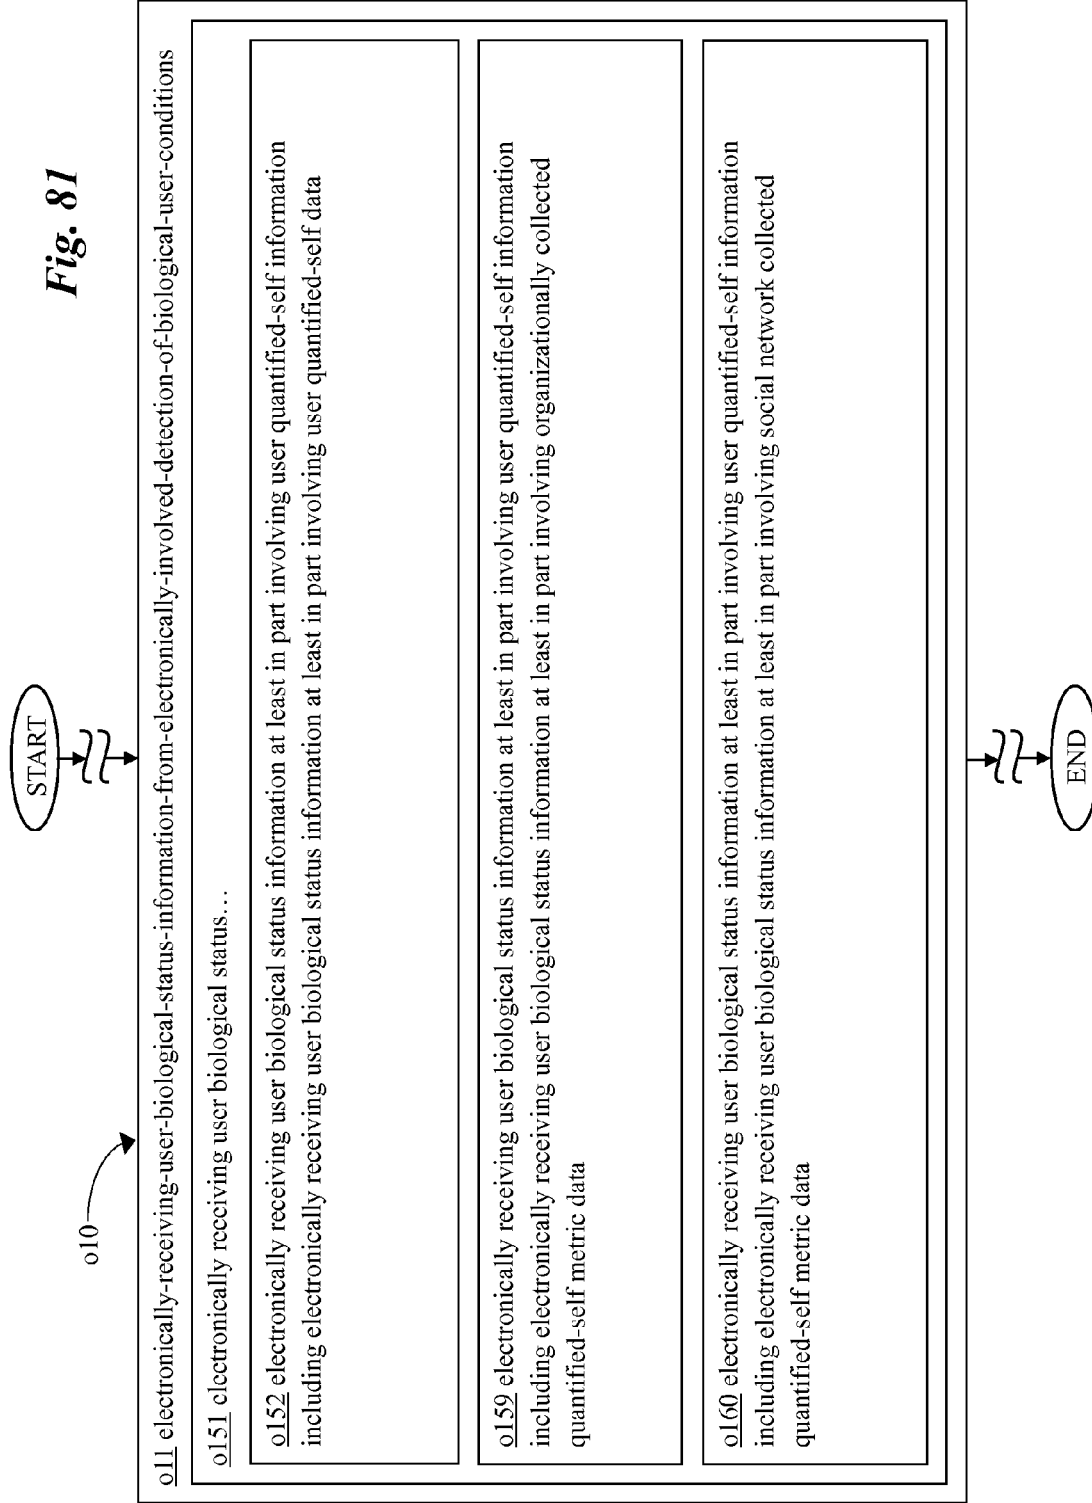 Fig. 81
START
o10
o11 electronically-receiving-user-biological-status-information-from-electronically-involved-detection-of-biological-user-conditions
o151 electronically receiving user biological status…
o152 electronically receiving user biological status information at least in part involving user quantified-self information
including electronically receiving user biological status information at least in part involving user quantified-self data
o159 electronically receiving user biological status information at least in part involving user quantified-self information
including electronically receiving user biological status information at least in part involving organizationally collected
quantified-self metric data
o160 electronically receiving user biological status information at least in part involving user quantified-self information
including electronically receiving user biological status information at least in part involving social network collected
quantified-self metric data
END